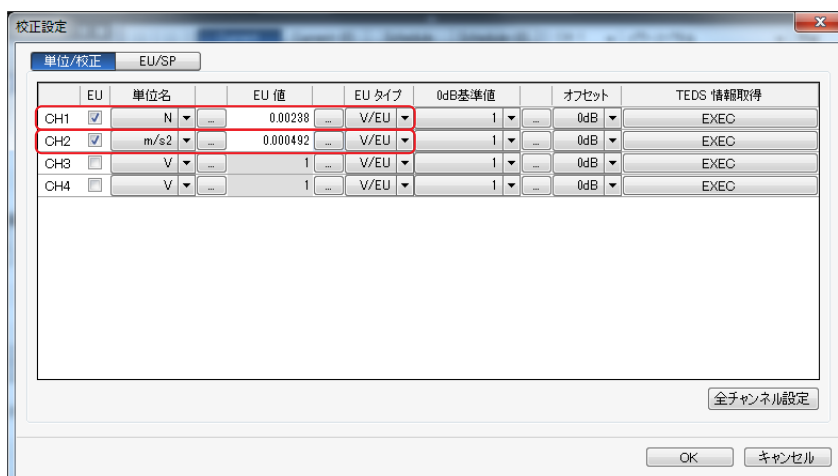 校正設定
単位/校正 EU/SP
EU 単位名 EU 値 EU タイプ 0dB基準値 オフセット TEDS 情報取得
CH1 N ... 0.00238 ... V/EU 1 ... 0dB EXEC
CH2 m/s2 ... 0.000492 ... V/EU 1 ... 0dB EXEC
CH3 V ... 1 ... V/EU 1 ... 0dB EXEC
CH4 V ... 1 ... V/EU 1 ... 0dB EXEC
全チャンネル設定
OK キャンセル